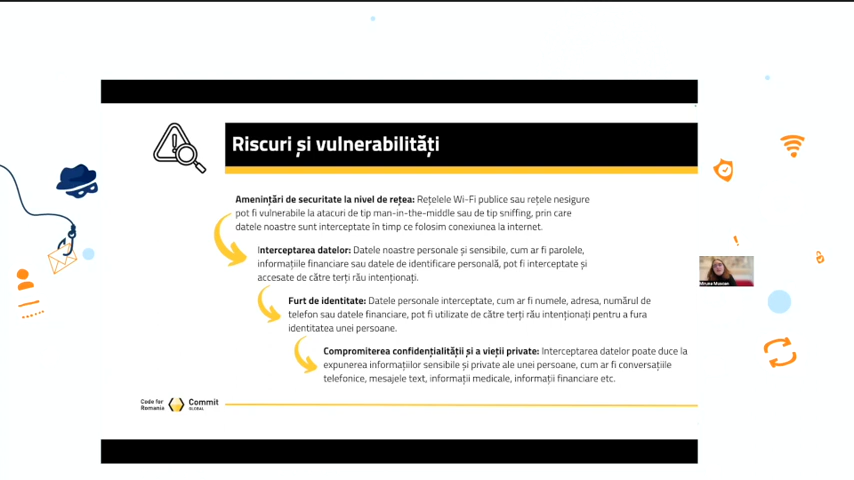 Riscuri și vulnerabilități
Amenințări de securitate la nivel de rețea: Rețelele Wi-Fi publice sau rețele nesigure
pot fi vulnerabile la atacuri de tip man-in-the-middle sau de tip sniffing, prin care
datele noastre sunt interceptate în timp ce folosim conexiunea la internet.
Interceptarea datelor: Datele noastre personale și sensibile, cum ar fi parolele,
informațiile financiare sau datele de identificare personală, pot fi interceptate și
accesate de către terți rău intenționați.
Furt de identitate: Datele personale interceptate, cum ar fi numele, adresa, numărul de
telefon sau datele financiare, pot fi utilizate de către terți rău intenționați pentru a fura
identitatea unei persoane.
Compromiterea confidențialității și a vieții private: Interceptarea datelor poate duce la
expunerea informațiilor sensibile și private ale unei persoane, cum ar fi conversațiile
telefonice, mesajele text, informații medicale, informații financiare etc.
Code for
Romania
Commit
GLOBAL